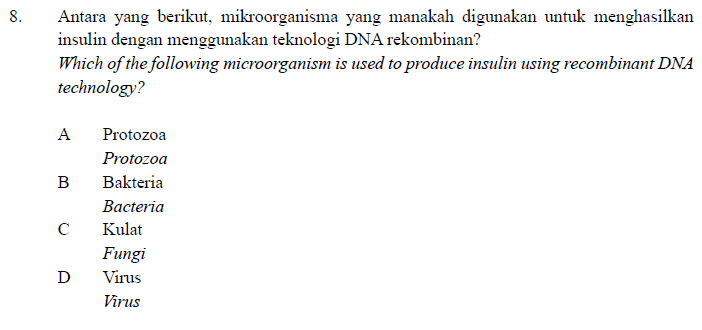 8. Antara yang berikut, mikroorganisma yang manakah digunakan untuk menghasilkan
insulin dengan menggunakan teknologi DNA rekombinan?
Which of the following microorganism is used to produce insulin using recombinant DNA
technology?
A Protozoa
Protozoa
B Bakteria
Bacteria
C Kulat
Fungi
D Virus
Virus